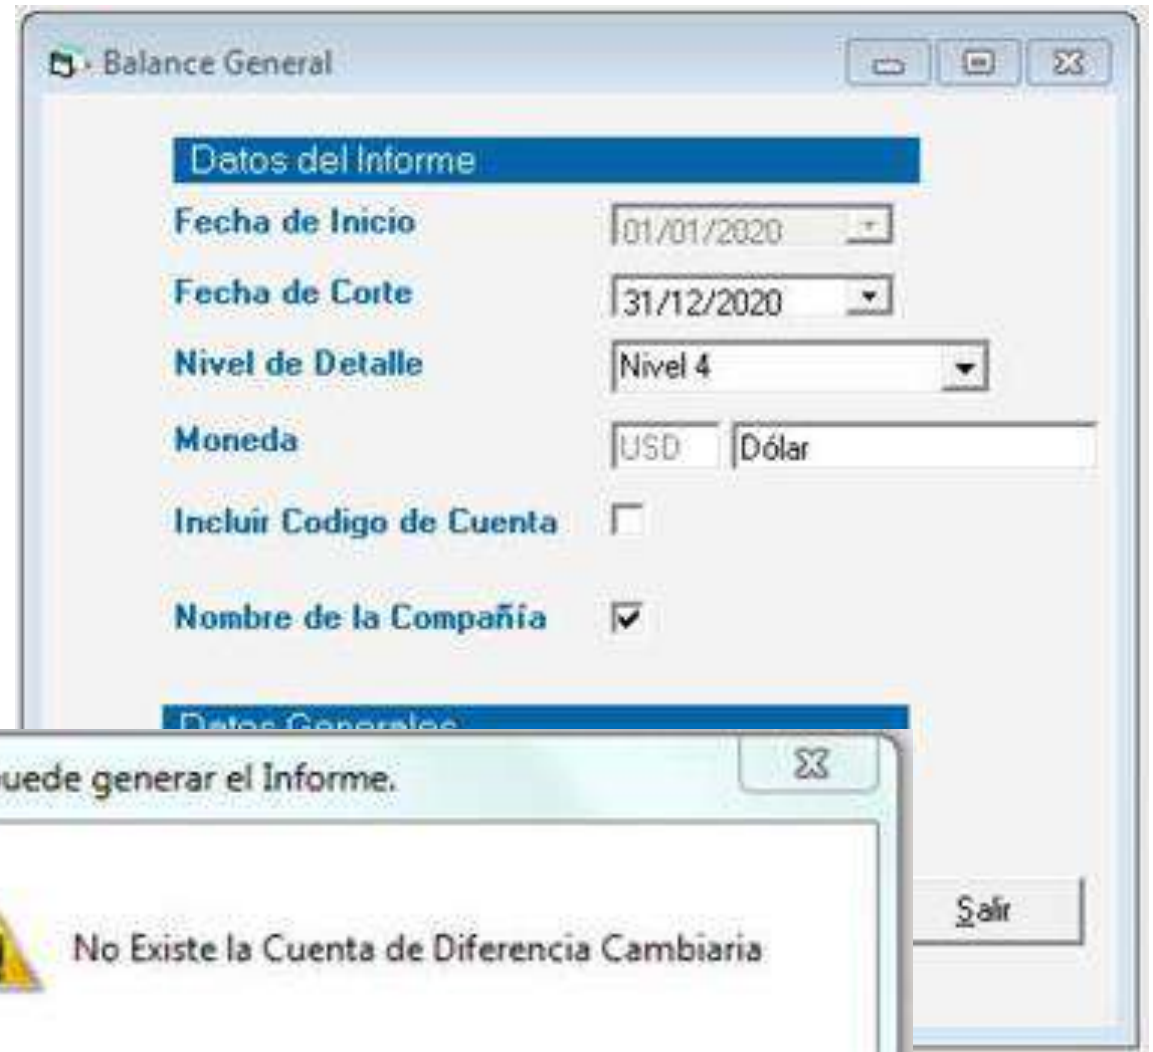 Balance General
Datos del Informe
Fecha de Inicio 01/01/2020
Fecha de Corte 31/12/2020
Nivel de Detalle Nivel 4
Moneda USD Dólar
Incluir Codigo de Cuenta
Nombre de la Compañía
Datos Generales
generar el Informe.
No Existe la Cuenta de Diferencia Cambiaria
Salir